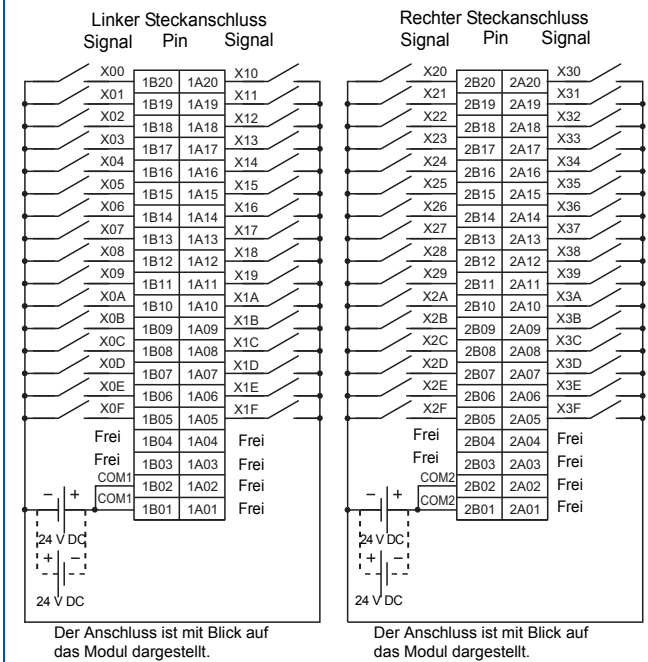 Linker Steckanschluss
Signal Pin Signal
X00 1B20 1A20 X10
X01 1B19 1A19 X11
X02 1B18 1A18 X12
X03 1B17 1A17 X13
X04 1B16 1A16 X14
X05 1B15 1A15 X15
X06 1B14 1A14 X16
X07 1B13 1A13 X17
X08 1B12 1A12 X18
X09 1B11 1A11 X19
X0A 1B10 1A10 X1A
X0B 1B09 1A09 X1B
X0C 1B08 1A08 X1C
X0D 1B07 1A07 X1D
X0E 1B06 1A06 X1E
X0F 1B05 1A05 X1F
Frei 1B04 1A04 Frei
Frei 1B03 1A03 Frei
COM1 1B02 1A02 Frei
COM1 1B01 1A01 Frei
− +
24 V DC
+ −
24 V DC
Der Anschluss ist mit Blick auf
das Modul dargestellt.
Rechter Steckanschluss
Signal Pin Signal
X20 2B20 2A20 X30
X21 2B19 2A19 X31
X22 2B18 2A18 X32
X23 2B17 2A17 X33
X24 2B16 2A16 X34
X25 2B15 2A15 X35
X26 2B14 2A14 X36
X27 2B13 2A13 X37
X28 2B12 2A12 X38
X29 2B11 2A11 X39
X2A 2B10 2A10 X3A
X2B 2B09 2A09 X3B
X2C 2B08 2A08 X3C
X2D 2B07 2A07 X3D
X2E 2B06 2A06 X3E
X2F 2B05 2A05 X3F
Frei 2B04 2A04 Frei
Frei 2B03 2A03 Frei
COM2 2B02 2A02 Frei
COM2 2B01 2A01 Frei
− +
24 V DC
+ −
24 V DC
Der Anschluss ist mit Blick auf
das Modul dargestellt.